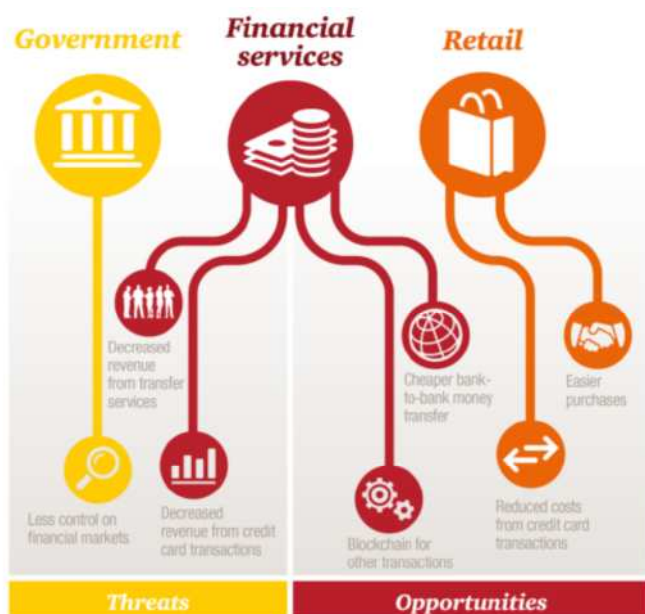 Government
Financial
services
Retail
Decreased
revenue
from transfer
services
Cheaper bank-
to-bank money
transfer
Easier
purchases
Less control on
financial markets
Decreased
revenue from credit
card transactions
Blockchain for
other transactions
Reduced costs
from credit card
transactions
Threats
Opportunities